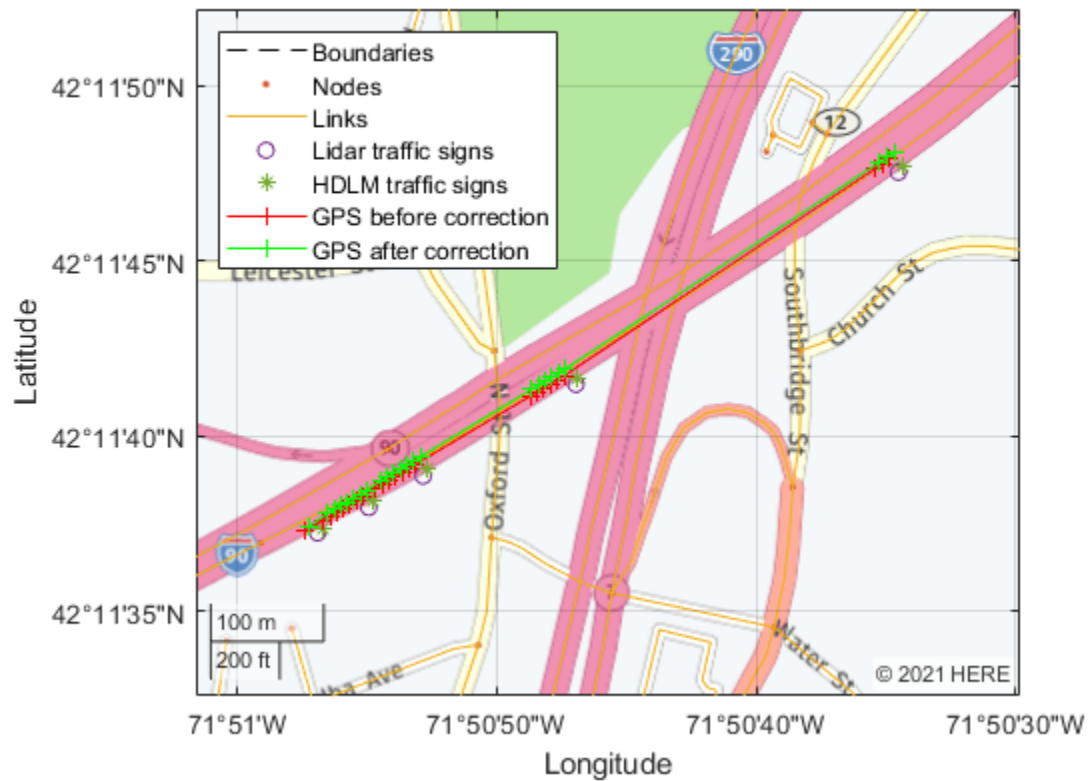 Boundaries
Nodes
Links
Lidar traffic signs
HDLM traffic signs
GPS before correction
GPS after correction
290
12
Leicester St
Southbridge St
Church St
N St
Oxford St
90
Water St
100 m
200 ft
© 2021 HERE
42°11'50"N
42°11'45"N
42°11'40"N
42°11'35"N
Latitude
71°51'W
71°50'50"W
71°50'40"W
71°50'30"W
Longitude